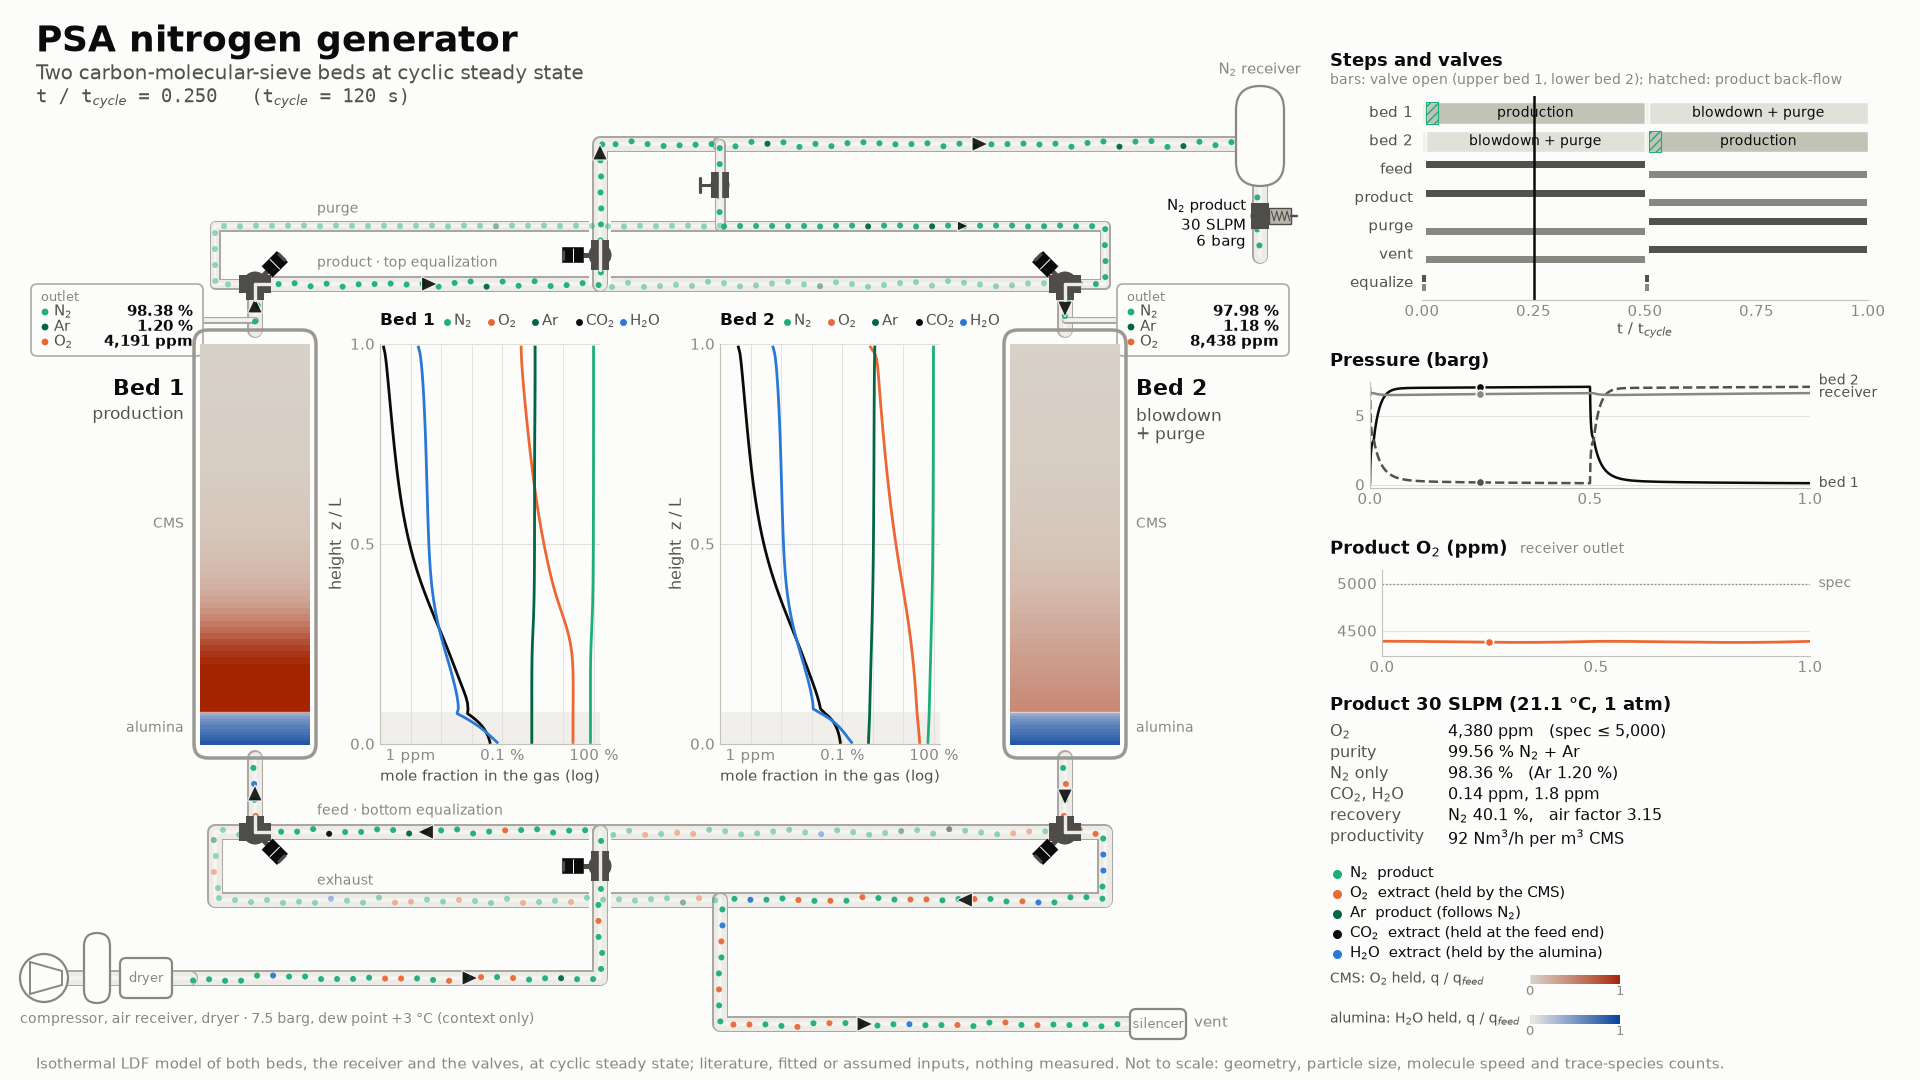 PSA nitrogen generator
Two carbon-molecular-sieve beds at cyclic steady state
t / t_cycle = 0.250   (t_cycle = 120 s)
N₂ receiver
N₂ product
30 SLPM
6 barg
purge
product · top equalization
outlet
N₂ 98.38 %
Ar 1.20 %
O₂ 4,191 ppm
Bed 1
production
CMS
alumina
Bed 1 N₂ O₂ Ar CO₂ H₂O
1.0
0.5
0.0
height z / L
1 ppm 0.1 % 100 %
mole fraction in the gas (log)
Bed 2 N₂ O₂ Ar CO₂ H₂O
1.0
0.5
0.0
height z / L
1 ppm 0.1 % 100 %
mole fraction in the gas (log)
outlet
N₂ 97.98 %
Ar 1.18 %
O₂ 8,438 ppm
Bed 2
blowdown
+ purge
CMS
alumina
feed · bottom equalization
exhaust
dryer
compressor, air receiver, dryer · 7.5 barg, dew point +3 °C (context only)
silencer
vent
Steps and valves
bars: valve open (upper bed 1, lower bed 2); hatched: product back-flow
bed 1 production blowdown + purge
bed 2 blowdown + purge production
feed
product
purge
vent
equalize
0.00 0.25 0.50 0.75 1.00
t / t_cycle
Pressure (barg)
5
0
0.0 0.5 1.0
bed 2
receiver
bed 1
Product O₂ (ppm) receiver outlet
5000
4500
0.0 0.5 1.0
spec
Product 30 SLPM (21.1 °C, 1 atm)
O₂ 4,380 ppm (spec ≤ 5,000)
purity 99.56 % N₂ + Ar
N₂ only 98.36 % (Ar 1.20 %)
CO₂, H₂O 0.14 ppm, 1.8 ppm
recovery N₂ 40.1 %, air factor 3.15
productivity 92 Nm³/h per m³ CMS
N₂ product
O₂ extract (held by the CMS)
Ar product (follows N₂)
CO₂ extract (held at the feed end)
H₂O extract (held by the alumina)
CMS: O₂ held, q / q_feed
0 1
alumina: H₂O held, q / q_feed
0 1
Isothermal LDF model of both beds, the receiver and the valves, at cyclic steady state; literature, fitted or assumed inputs, nothing measured. Not to scale: geometry, particle size, molecule speed and trace-species counts.